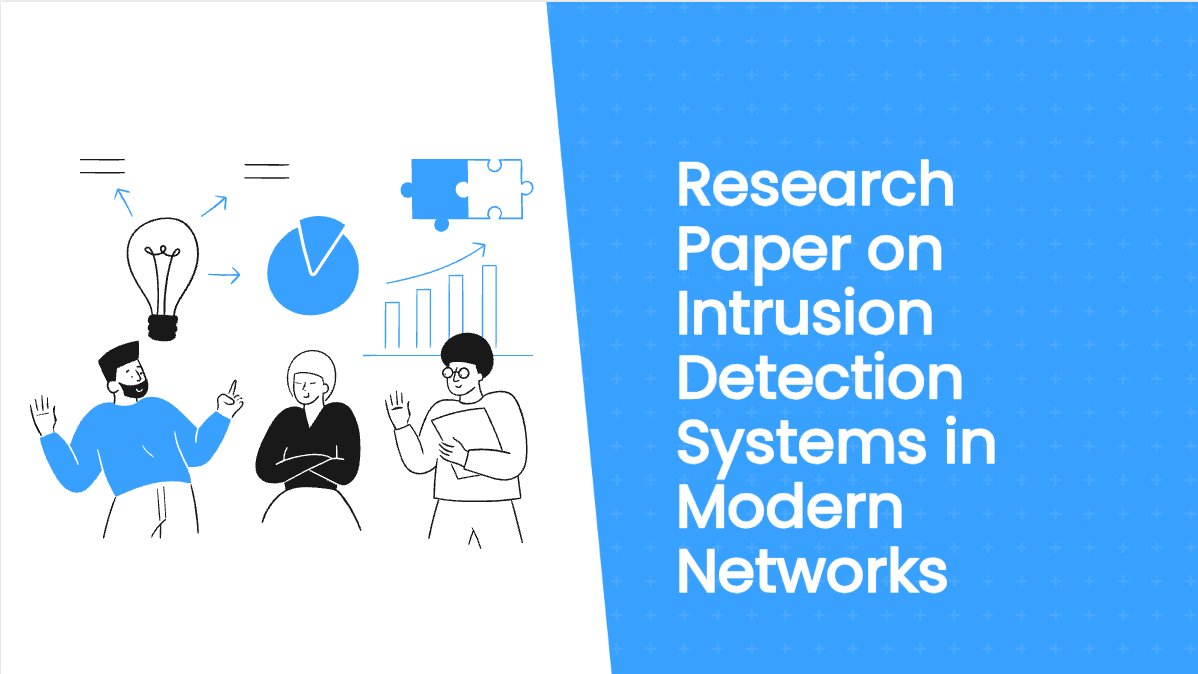 Research
Paper on
Intrusion
Detection
Systems in
Modern
Networks